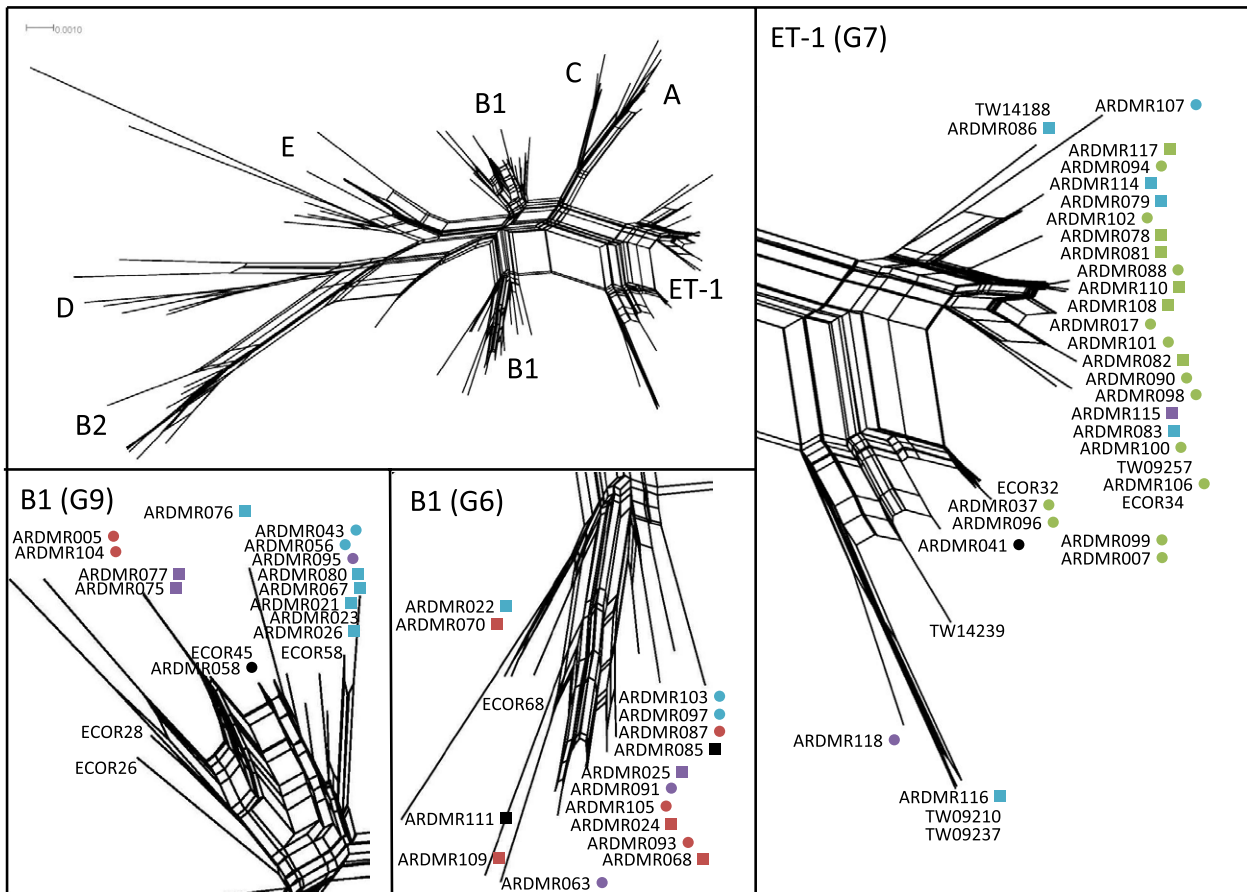 0.0010
C
A
B1
E
ET-1
D
B1
B2
ET-1 (G7)
TW14188
ARDMR107
ARDMR086
ARDMR117
ARDMR094
ARDMR114
ARDMR079
ARDMR102
ARDMR078
ARDMR081
ARDMR088
ARDMR110
ARDMR108
ARDMR017
ARDMR101
ARDMR082
ARDMR090
ARDMR098
ARDMR115
ARDMR083
ARDMR100
TW09257
ARDMR106
ECOR34
ECOR32
ARDMR037
ARDMR096
ARDMR041
ARDMR099
ARDMR007
TW14239
ARDMR118
ARDMR116
TW09210
TW09237
B1 (G9)
ARDMR076
ARDMR005
ARDMR104
ARDMR043
ARDMR056
ARDMR095
ARDMR077
ARDMR075
ARDMR080
ARDMR067
ARDMR021
ARDMR023
ARDMR026
ECOR45
ECOR58
ARDMR058
ECOR28
ECOR26
B1 (G6)
ARDMR022
ARDMR070
ECOR68
ARDMR103
ARDMR097
ARDMR087
ARDMR085
ARDMR025
ARDMR091
ARDMR105
ARDMR111
ARDMR024
ARDMR093
ARDMR109
ARDMR068
ARDMR063